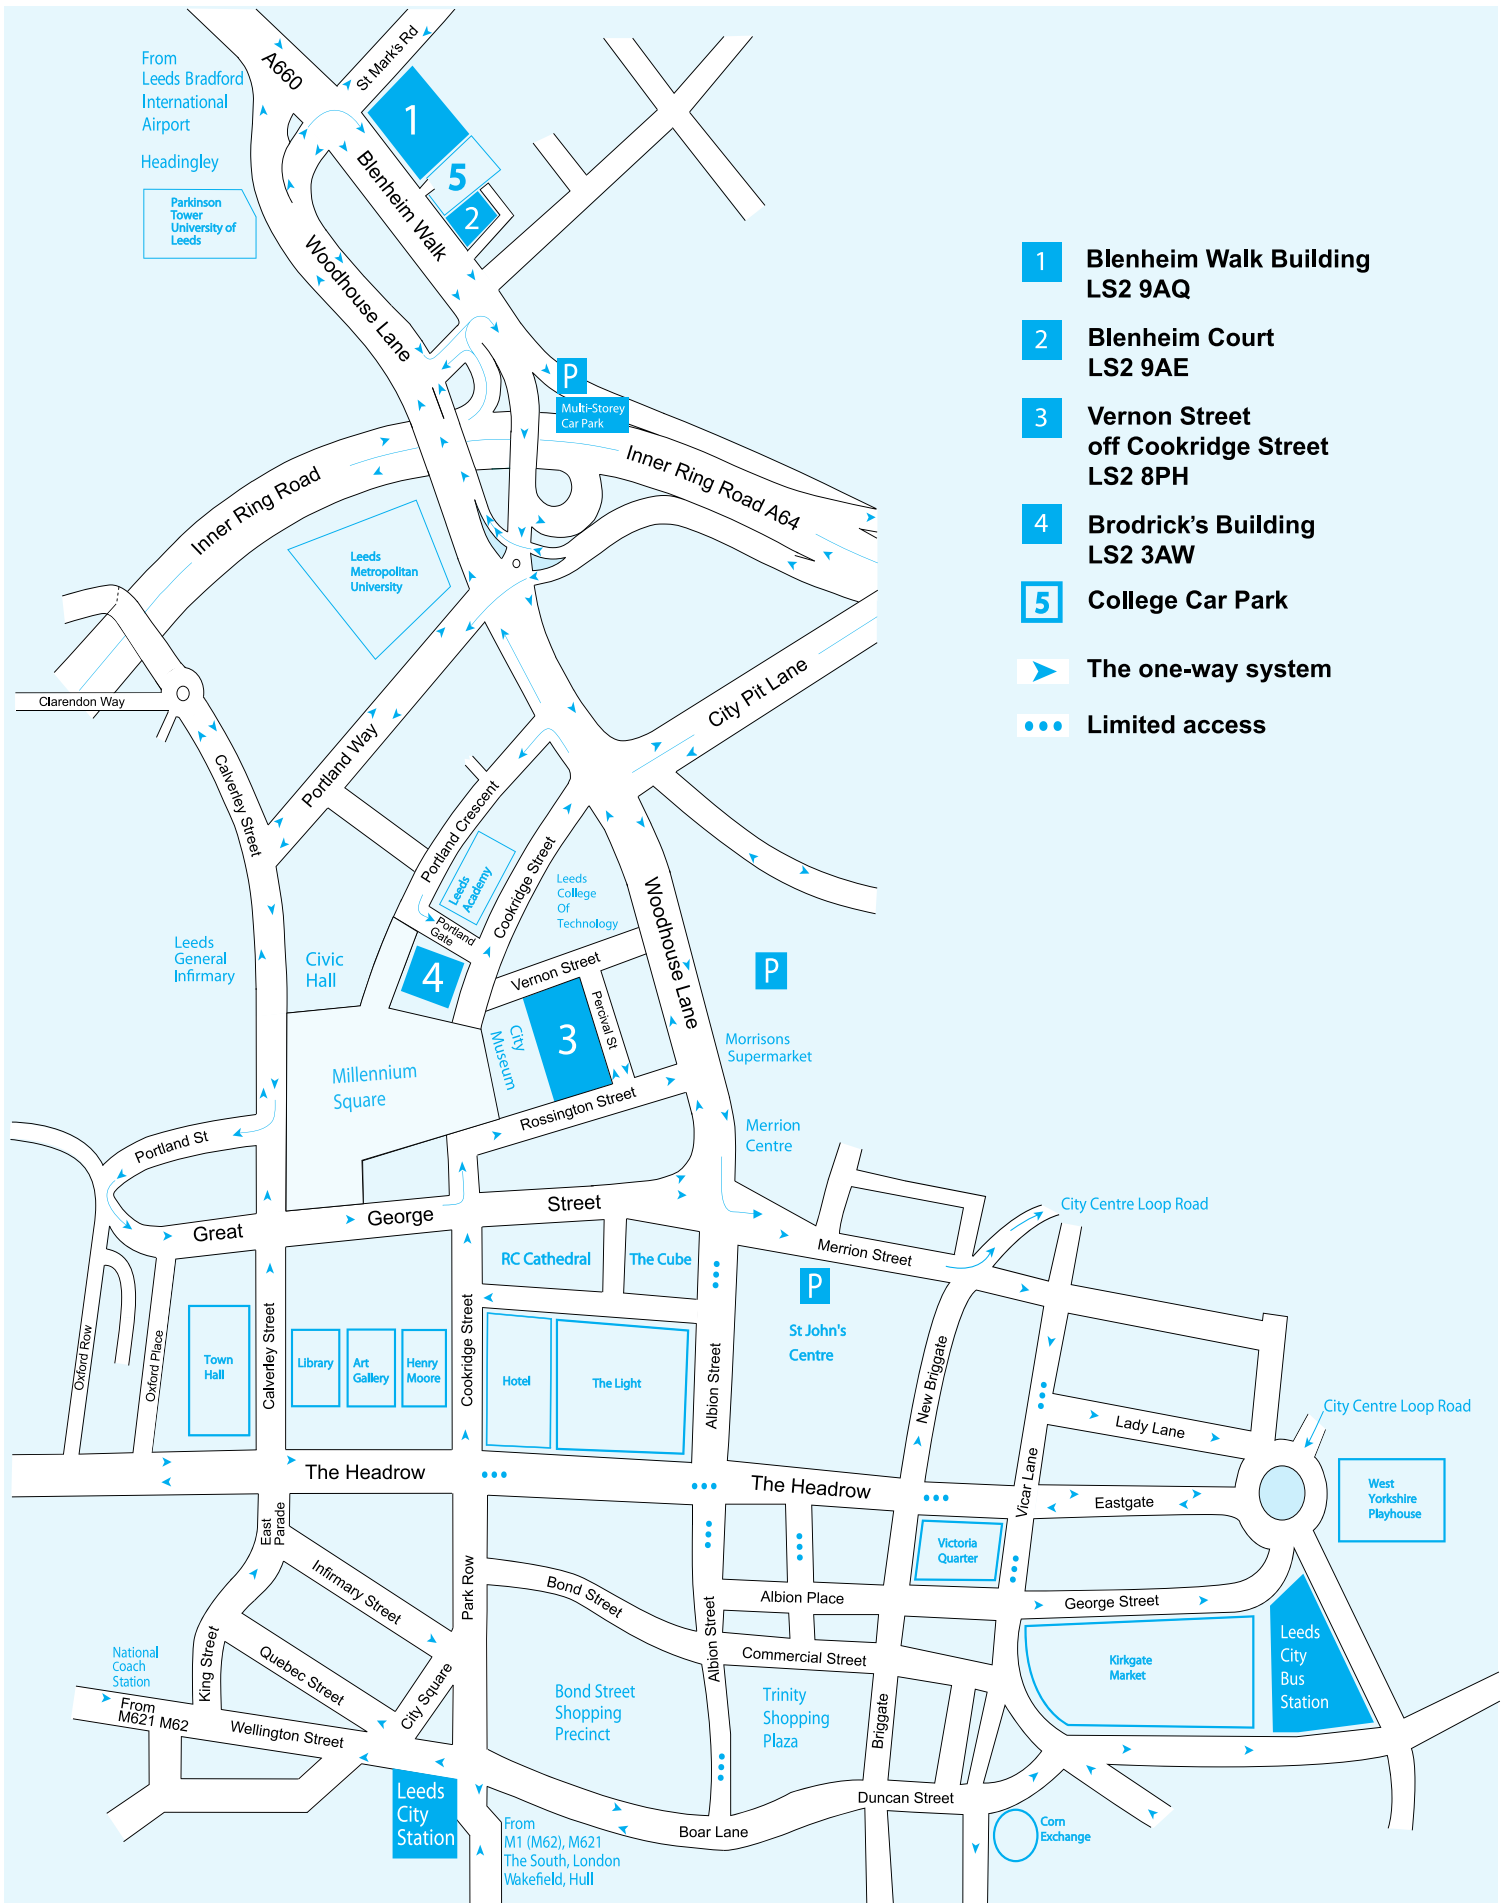 From
Leeds Bradford
International
Airport
Headingley
Parkinson
Tower
University of
Leeds
A660
St Mark's Rd
1
5
2
Blenheim Walk
Woodhouse Lane
P
Multi-Storey
Car Park
Inner Ring Road
Inner Ring Road A64
Leeds
Metropolitan
University
Clarendon Way
Calverley Street
Portland Way
City Pit Lane
Portland Crescent
Leeds
Academy
Cookridge Street
Portland
Gate
Leeds
College
Of
Technology
Woodhouse Lane
Leeds
General
Infirmary
Civic
Hall
4
Vernon Street
Percival St
3
City
Museum
P
Morrisons
Supermarket
Millennium
Square
Rossington Street
Merrion
Centre
Portland St
Great
George
Street
City Centre Loop Road
Merrion Street
RC Cathedral
The Cube
P
St John's
Centre
Oxford Row
Oxford Place
Town
Hall
Calverley Street
Library
Art
Gallery
Henry
Moore
Cookridge Street
Hotel
The Light
Albion Street
New Briggate
Vicar Lane
Lady Lane
City Centre Loop Road
The Headrow
The Headrow
Eastgate
West
Yorkshire
Playhouse
East
Parade
Infirmary Street
Park Row
Bond Street
Albion Street
Albion Place
Victoria
Quarter
George Street
Commercial Street
Kirkgate
Market
Leeds
City
Bus
Station
National
Coach
Station
King Street
Quebec Street
City Square
From
M621 M62
Wellington Street
Bond Street
Shopping
Precinct
Trinity
Shopping
Plaza
Briggate
Duncan Street
Boar Lane
Leeds
City
Station
From
M1 (M62), M621
The South, London
Wakefield, Hull
Corn
Exchange
1 Blenheim Walk Building
LS2 9AQ
2 Blenheim Court
LS2 9AE
3 Vernon Street
off Cookridge Street
LS2 8PH
4 Brodrick's Building
LS2 3AW
5 College Car Park
The one-way system
Limited access